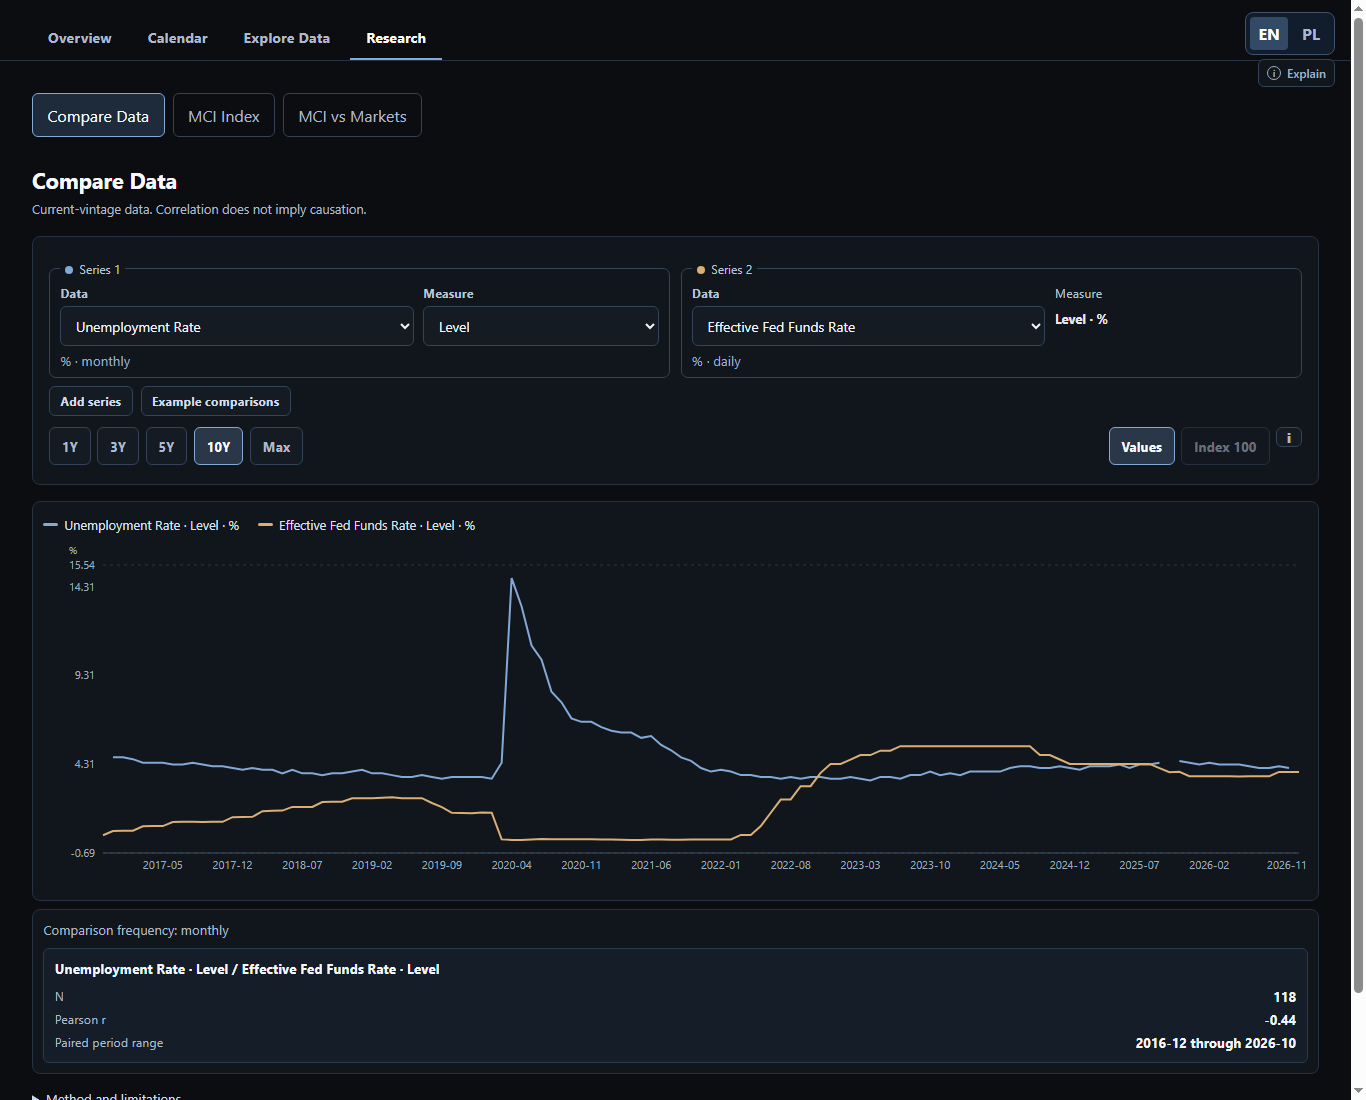 Overview Calendar Explore Data Research EN PL
Explain
Compare Data MCI Index MCI vs Markets
Compare Data
Current-vintage data. Correlation does not imply causation.
Series 1 Series 2
Data Measure Data Measure
Unemployment Rate Level Effective Fed Funds Rate Level · %
% · monthly % · daily
Add series Example comparisons
1Y 3Y 5Y 10Y Max Values Index 100 i
Unemployment Rate · Level · % Effective Fed Funds Rate · Level · %
%
15.54
14.31
9.31
4.31
-0.69
2017-05 2017-12 2018-07 2019-02 2019-09 2020-04 2020-11 2021-06 2022-01 2022-08 2023-03 2023-10 2024-05 2024-12 2025-07 2026-02 2026-11
Comparison frequency: monthly
Unemployment Rate · Level / Effective Fed Funds Rate · Level
N 118
Pearson r -0.44
Paired period range 2016-12 through 2026-10
Method and limitations